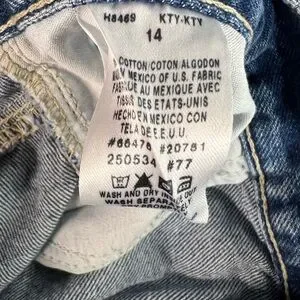 H8469 KTY-KTY
14
COTTON/COTON/ALGODON
MEXICO OF U.S. FABRIC
AU MEXIQUE AVEC
TISSUS DES ETATS-UNIS
HECHO EN MEXICO CON
TELA DE E.E.U.U.
#66476 #20781
250534 #77
WASH AND DRY IN
WASH SEPAR